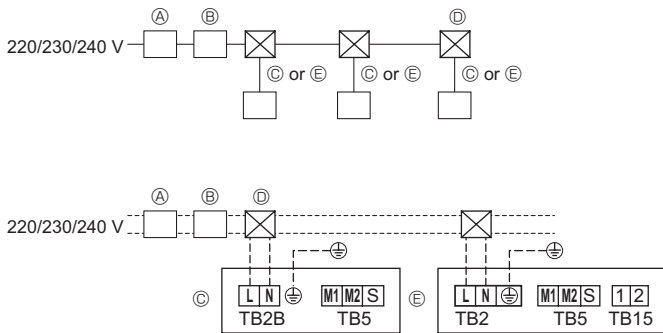 Ⓐ Ⓑ Ⓓ
220/230/240 V
Ⓒ or Ⓔ Ⓒ or Ⓔ Ⓒ or Ⓔ
Ⓐ Ⓑ Ⓓ
220/230/240 V
Ⓒ L N M1 M2 S Ⓔ L N M1 M2 S 1 2
TB2B TB5 TB2 TB5 TB15